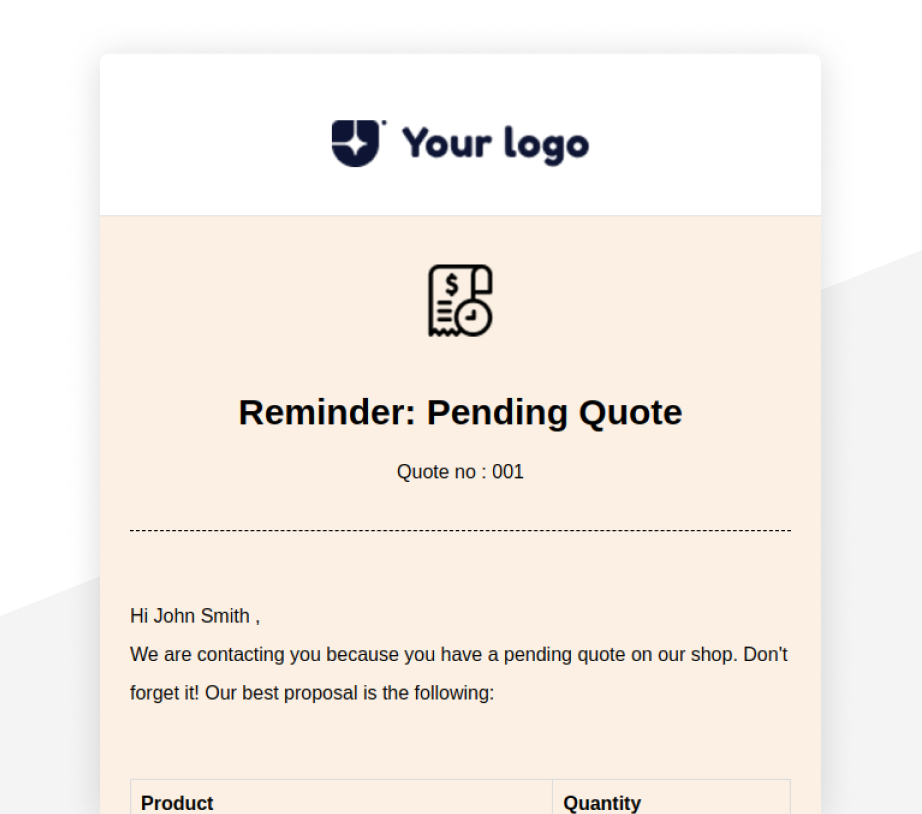 Your logo
$
Reminder: Pending Quote
Quote no : 001
Hi John Smith ,
We are contacting you because you have a pending quote on our shop. Don't
forget it! Our best proposal is the following:
Product Quantity